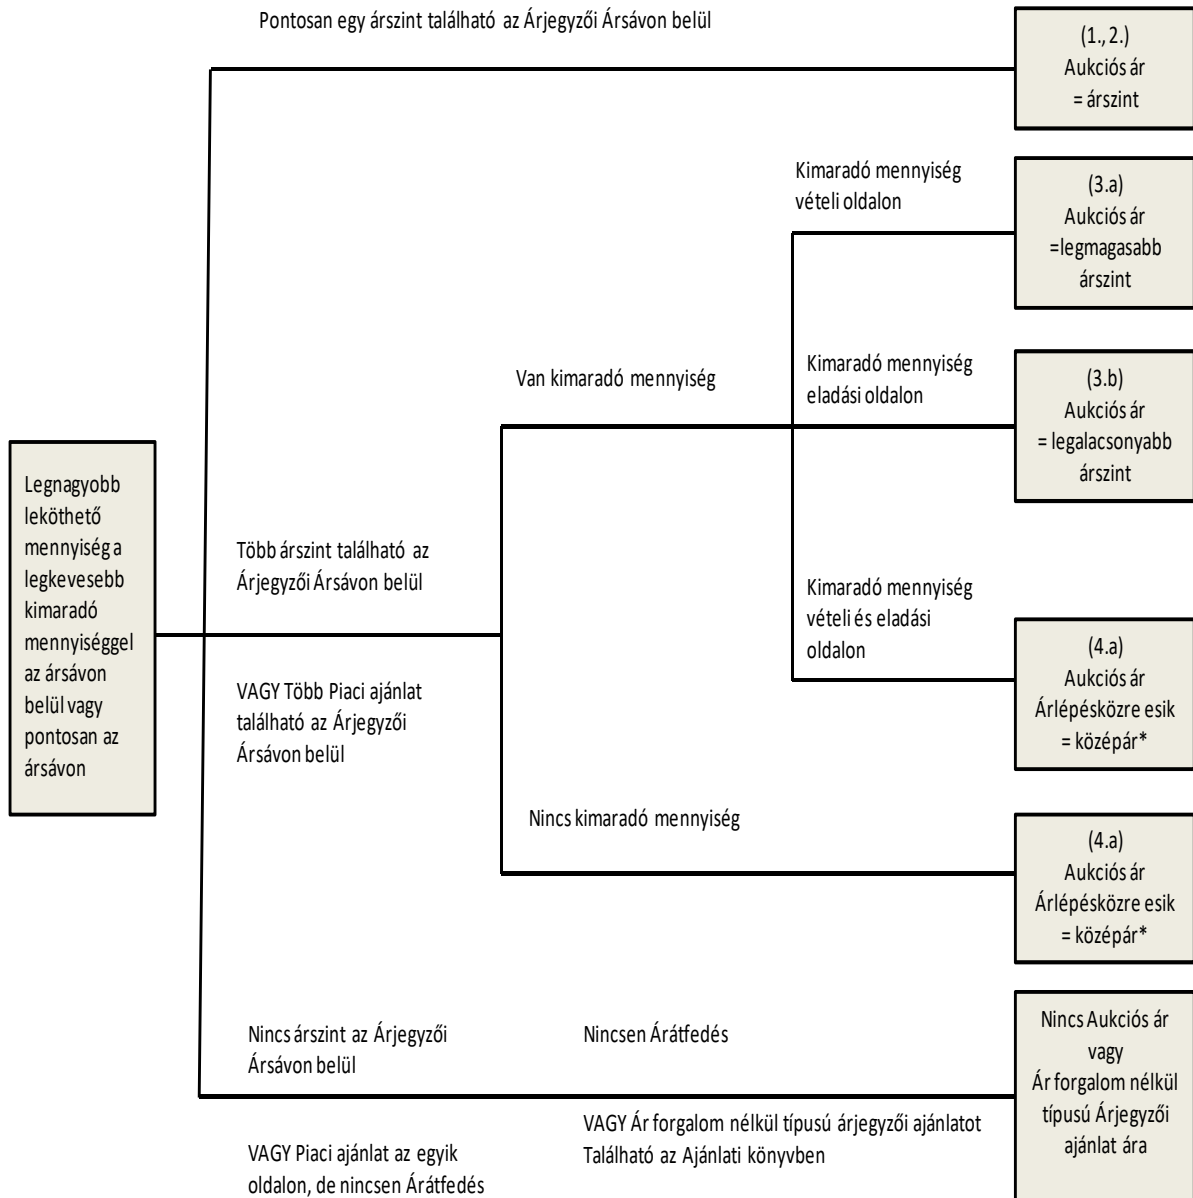 Pontosan egy árszint található az Árjegyzői Ársávon belül
(1., 2.)
Aukciós ár
= árszint
Kimaradó mennyiség
vételi oldalon
(3.a)
Aukciós ár
=legmagasabb
árszint
Van kimaradó mennyiség
Kimaradó mennyiség
eladási oldalon
(3.b)
Aukciós ár
= legalacsonyabb
árszint
Legnagyobb
leköthető
mennyiség a
legkevesebb
kimaradó
mennyiséggel
az ársávon
belül vagy
pontosan az
ársávon
Több árszint található az
Árjegyzői Ársávon belül
VAGY Több Piaci ajánlat
található az Árjegyzői
Ársávon belül
Kimaradó mennyiség
vételi és eladási
oldalon
(4.a)
Aukciós ár
Árlépésközre esik
= középár*
Nincs kimaradó mennyiség
(4.a)
Aukciós ár
Árlépésközre esik
= középár*
Nincs árszint az Árjegyzői
Ársávon belül
Nincsen Árátfedés
VAGY Piaci ajánlat az egyik
oldalon, de nincsen Árátfedés
VAGY Ár forgalom nélkül típusú árjegyzői ajánlatot
Található az Ajánlati könyvben
Nincs Aukciós ár
vagy
Ár forgalom nélkül
típusú Árjegyzői
ajánlat ára